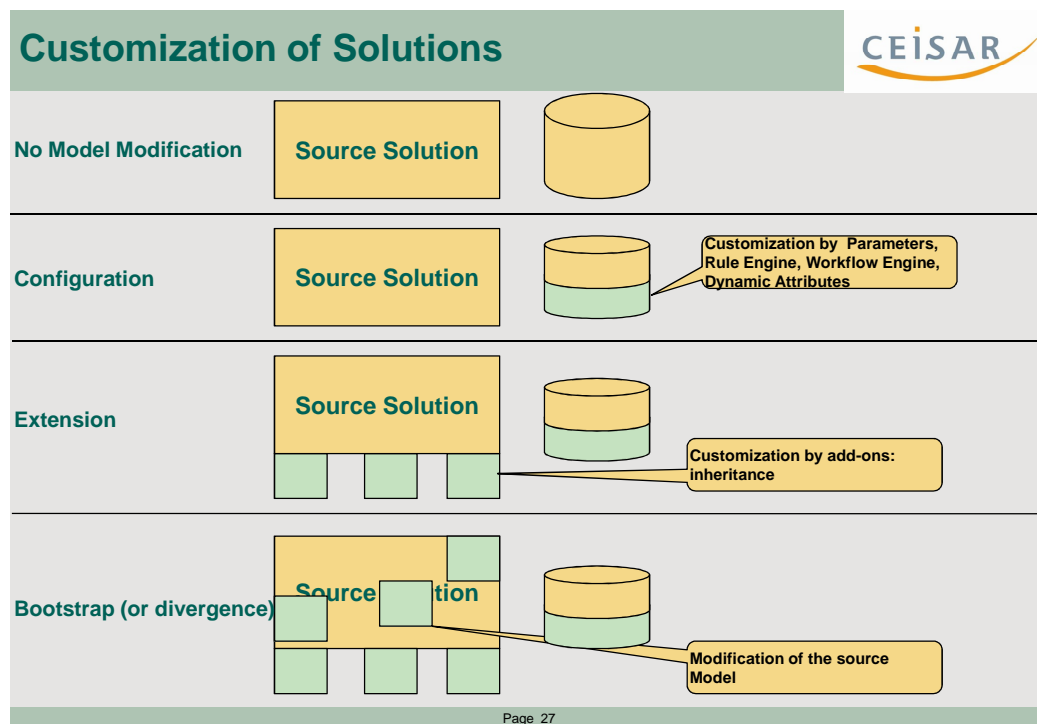 Customization of Solutions
CEISAR
No Model Modification
Source Solution
Configuration
Source Solution
Customization by Parameters,
Rule Engine, Workflow Engine,
Dynamic Attributes
Extension
Source Solution
Customization by add-ons:
inheritance
Bootstrap (or divergence)
Source tion
Modification of the source
Model
Page 27